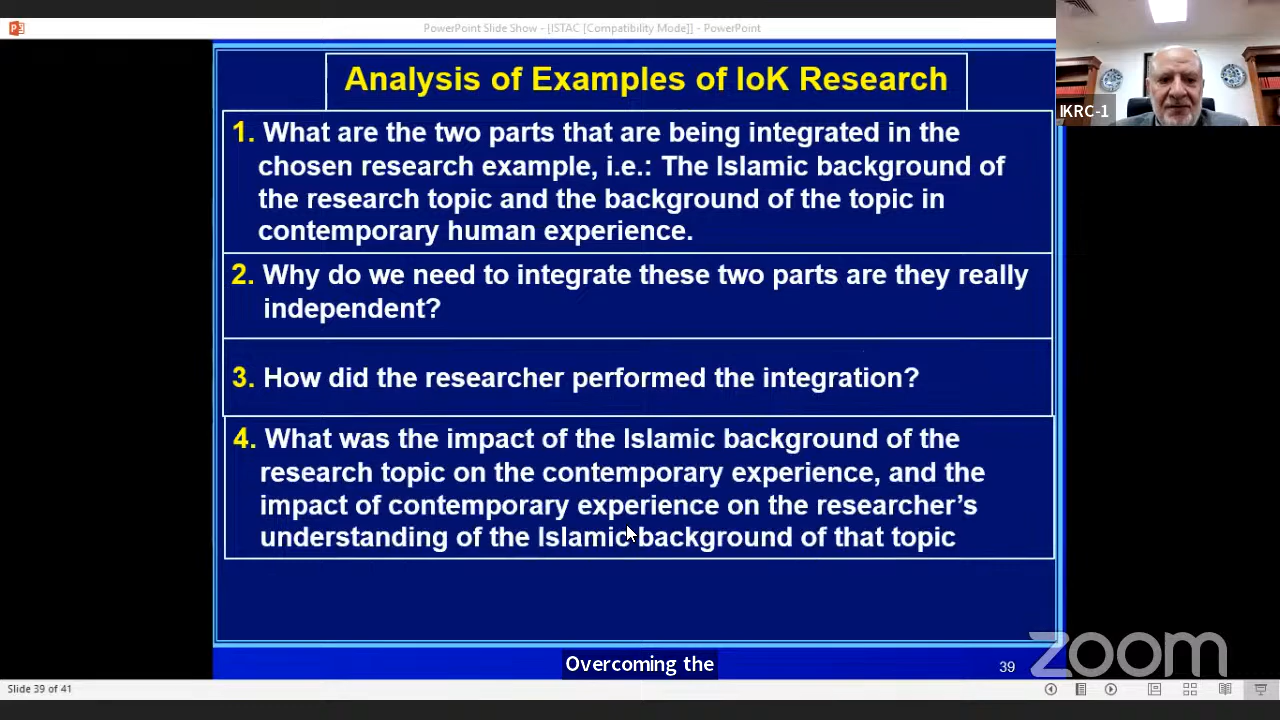 PowerPoint Slide Show - [ISTAC [Compatibility Mode]] - PowerPoint
IKRC-1
Analysis of Examples of IoK Research
1. What are the two parts that are being integrated in the
chosen research example, i.e.: The Islamic background of
the research topic and the background of the topic in
contemporary human experience.
2. Why do we need to integrate these two parts are they really
independent?
3. How did the researcher performed the integration?
4. What was the impact of the Islamic background of the
research topic on the contemporary experience, and the
impact of contemporary experience on the researcher’s
understanding of the Islamic background of that topic
Overcoming the
39
zoom
Slide 39 of 41